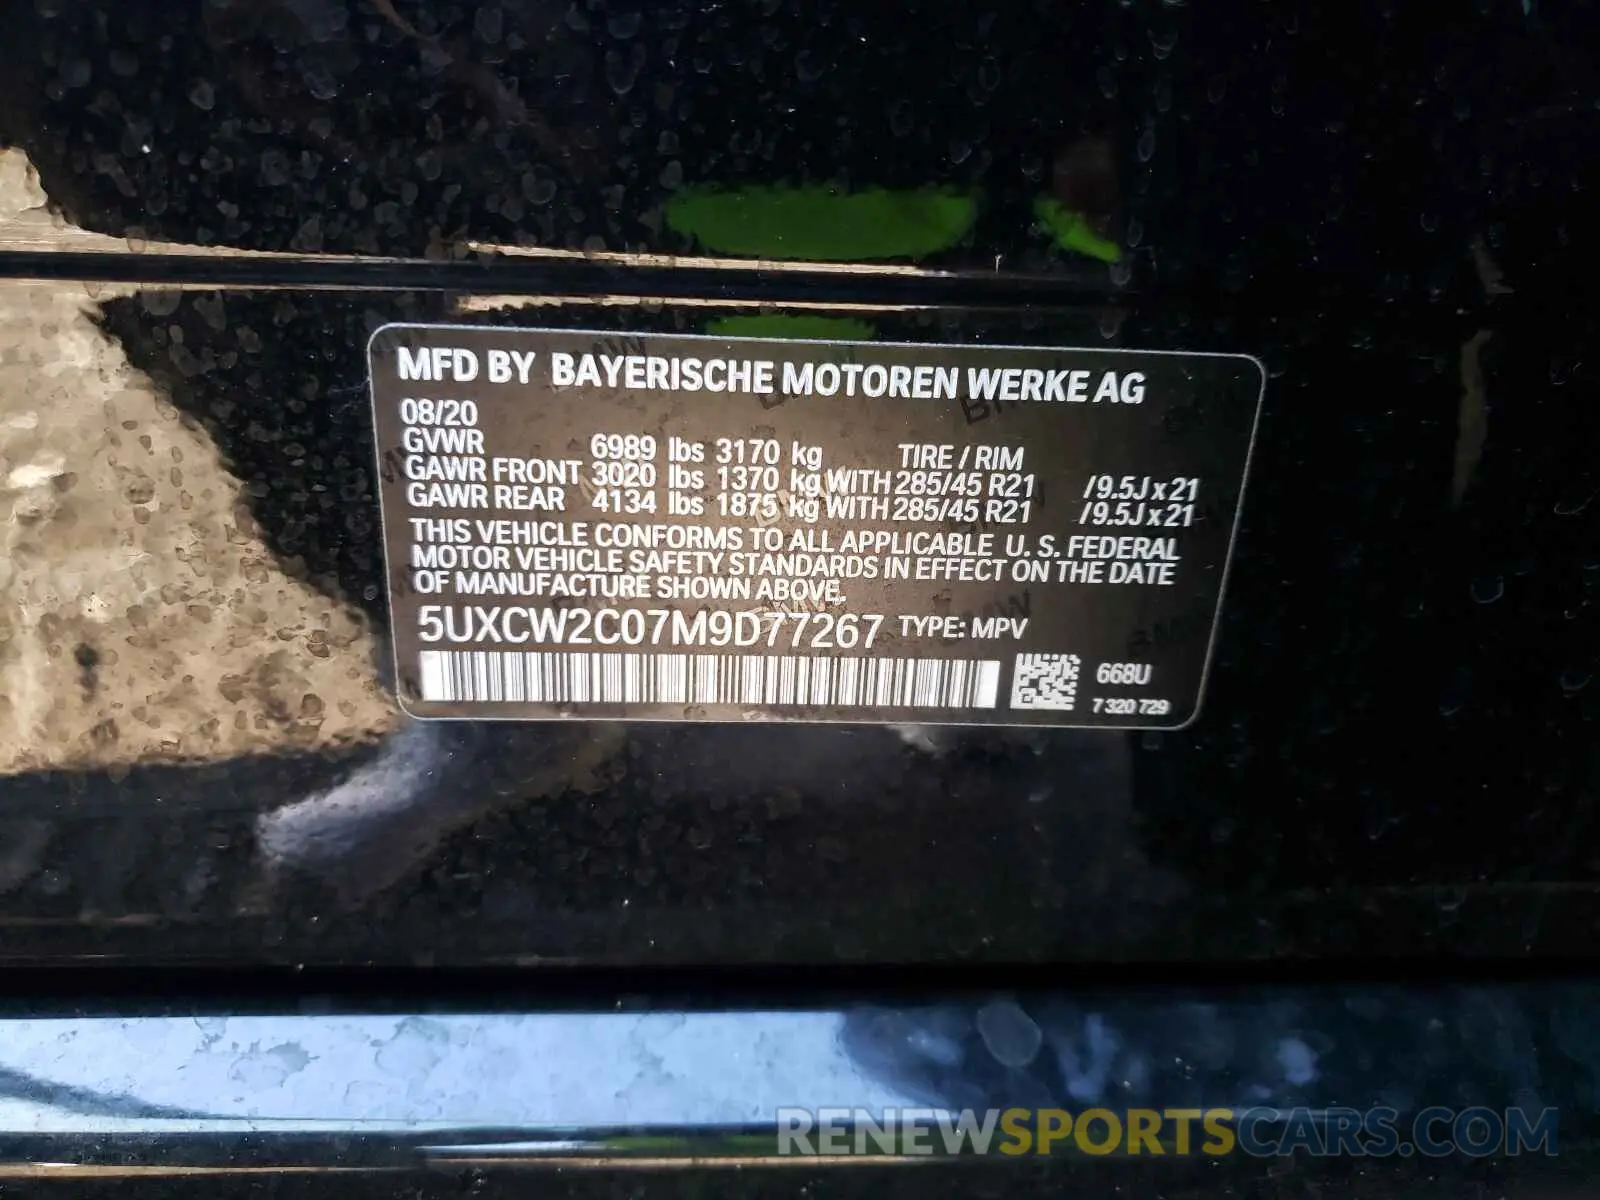 MFD BY BAYERISCHE MOTOREN WERKE AG
08/20
GVWR 6989 lbs 3170 kg TIRE / RIM
GAWR FRONT 3020 lbs 1370 kg WITH 285/45 R21 /9.5J x 21
GAWR REAR 4134 lbs 1875 kg WITH 285/45 R21 /9.5J x 21
THIS VEHICLE CONFORMS TO ALL APPLICABLE U. S. FEDERAL
MOTOR VEHICLE SAFETY STANDARDS IN EFFECT ON THE DATE
OF MANUFACTURE SHOWN ABOVE.
5UXCW2C07M9D77267 TYPE: MPV
668U
7 320 729
RENEWSPORTSCARS.COM